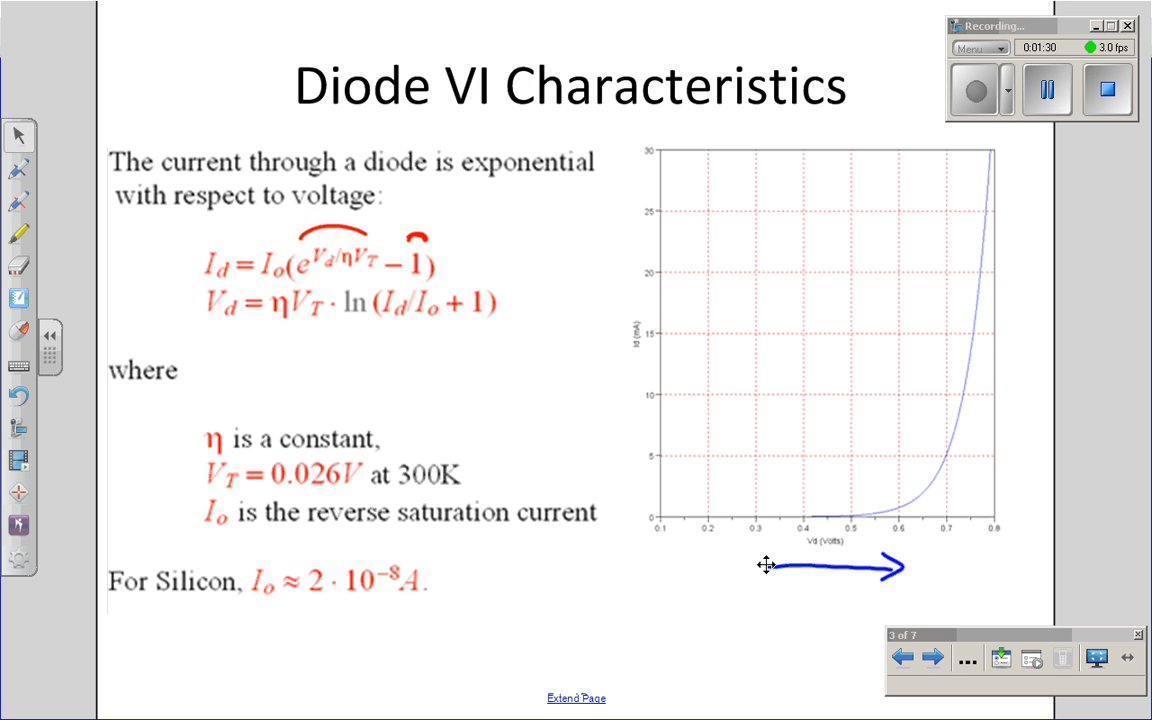 Recording...
Menu
0:01:30
3.0 fps
Diode VI Characteristics
The current through a diode is exponential
with respect to voltage:
I_d = I_o(e^{V_d/ηV_T} − 1)
V_d = ηV_T · ln (I_d/I_o + 1)
where
η is a constant,
V_T = 0.026V at 300K
I_o is the reverse saturation current
For Silicon, I_o ≈ 2 · 10^{−8}A.
30
25
20
15
10
5
0
Id (mA)
0.1 0.2 0.3 0.4 0.5 0.6 0.7 0.8
Vd (Volts)
3 of 7
Extend Page